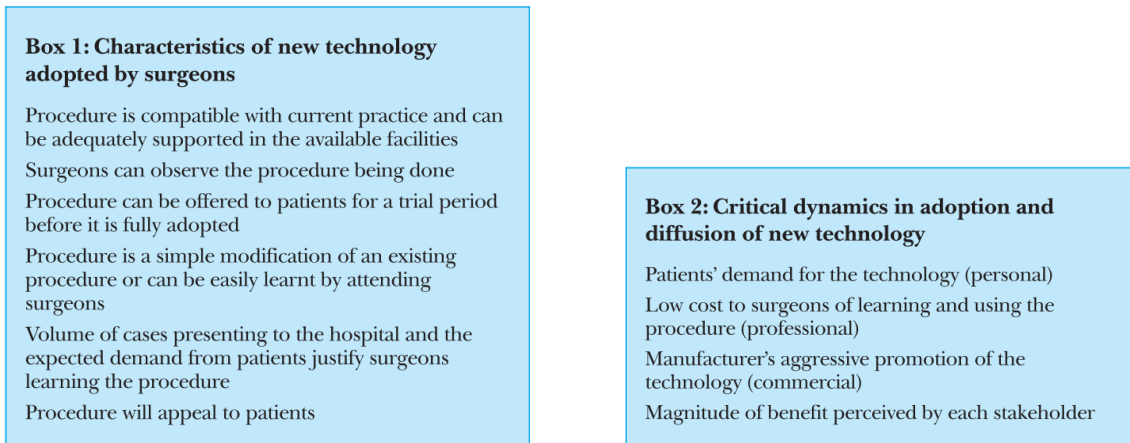 Box 1: Characteristics of new technology
adopted by surgeons
Procedure is compatible with current practice and can
be adequately supported in the available facilities
Surgeons can observe the procedure being done
Procedure can be offered to patients for a trial period
before it is fully adopted
Procedure is a simple modification of an existing
procedure or can be easily learnt by attending
surgeons
Volume of cases presenting to the hospital and the
expected demand from patients justify surgeons
learning the procedure
Procedure will appeal to patients
Box 2: Critical dynamics in adoption and
diffusion of new technology
Patients’ demand for the technology (personal)
Low cost to surgeons of learning and using the
procedure (professional)
Manufacturer’s aggressive promotion of the
technology (commercial)
Magnitude of benefit perceived by each stakeholder